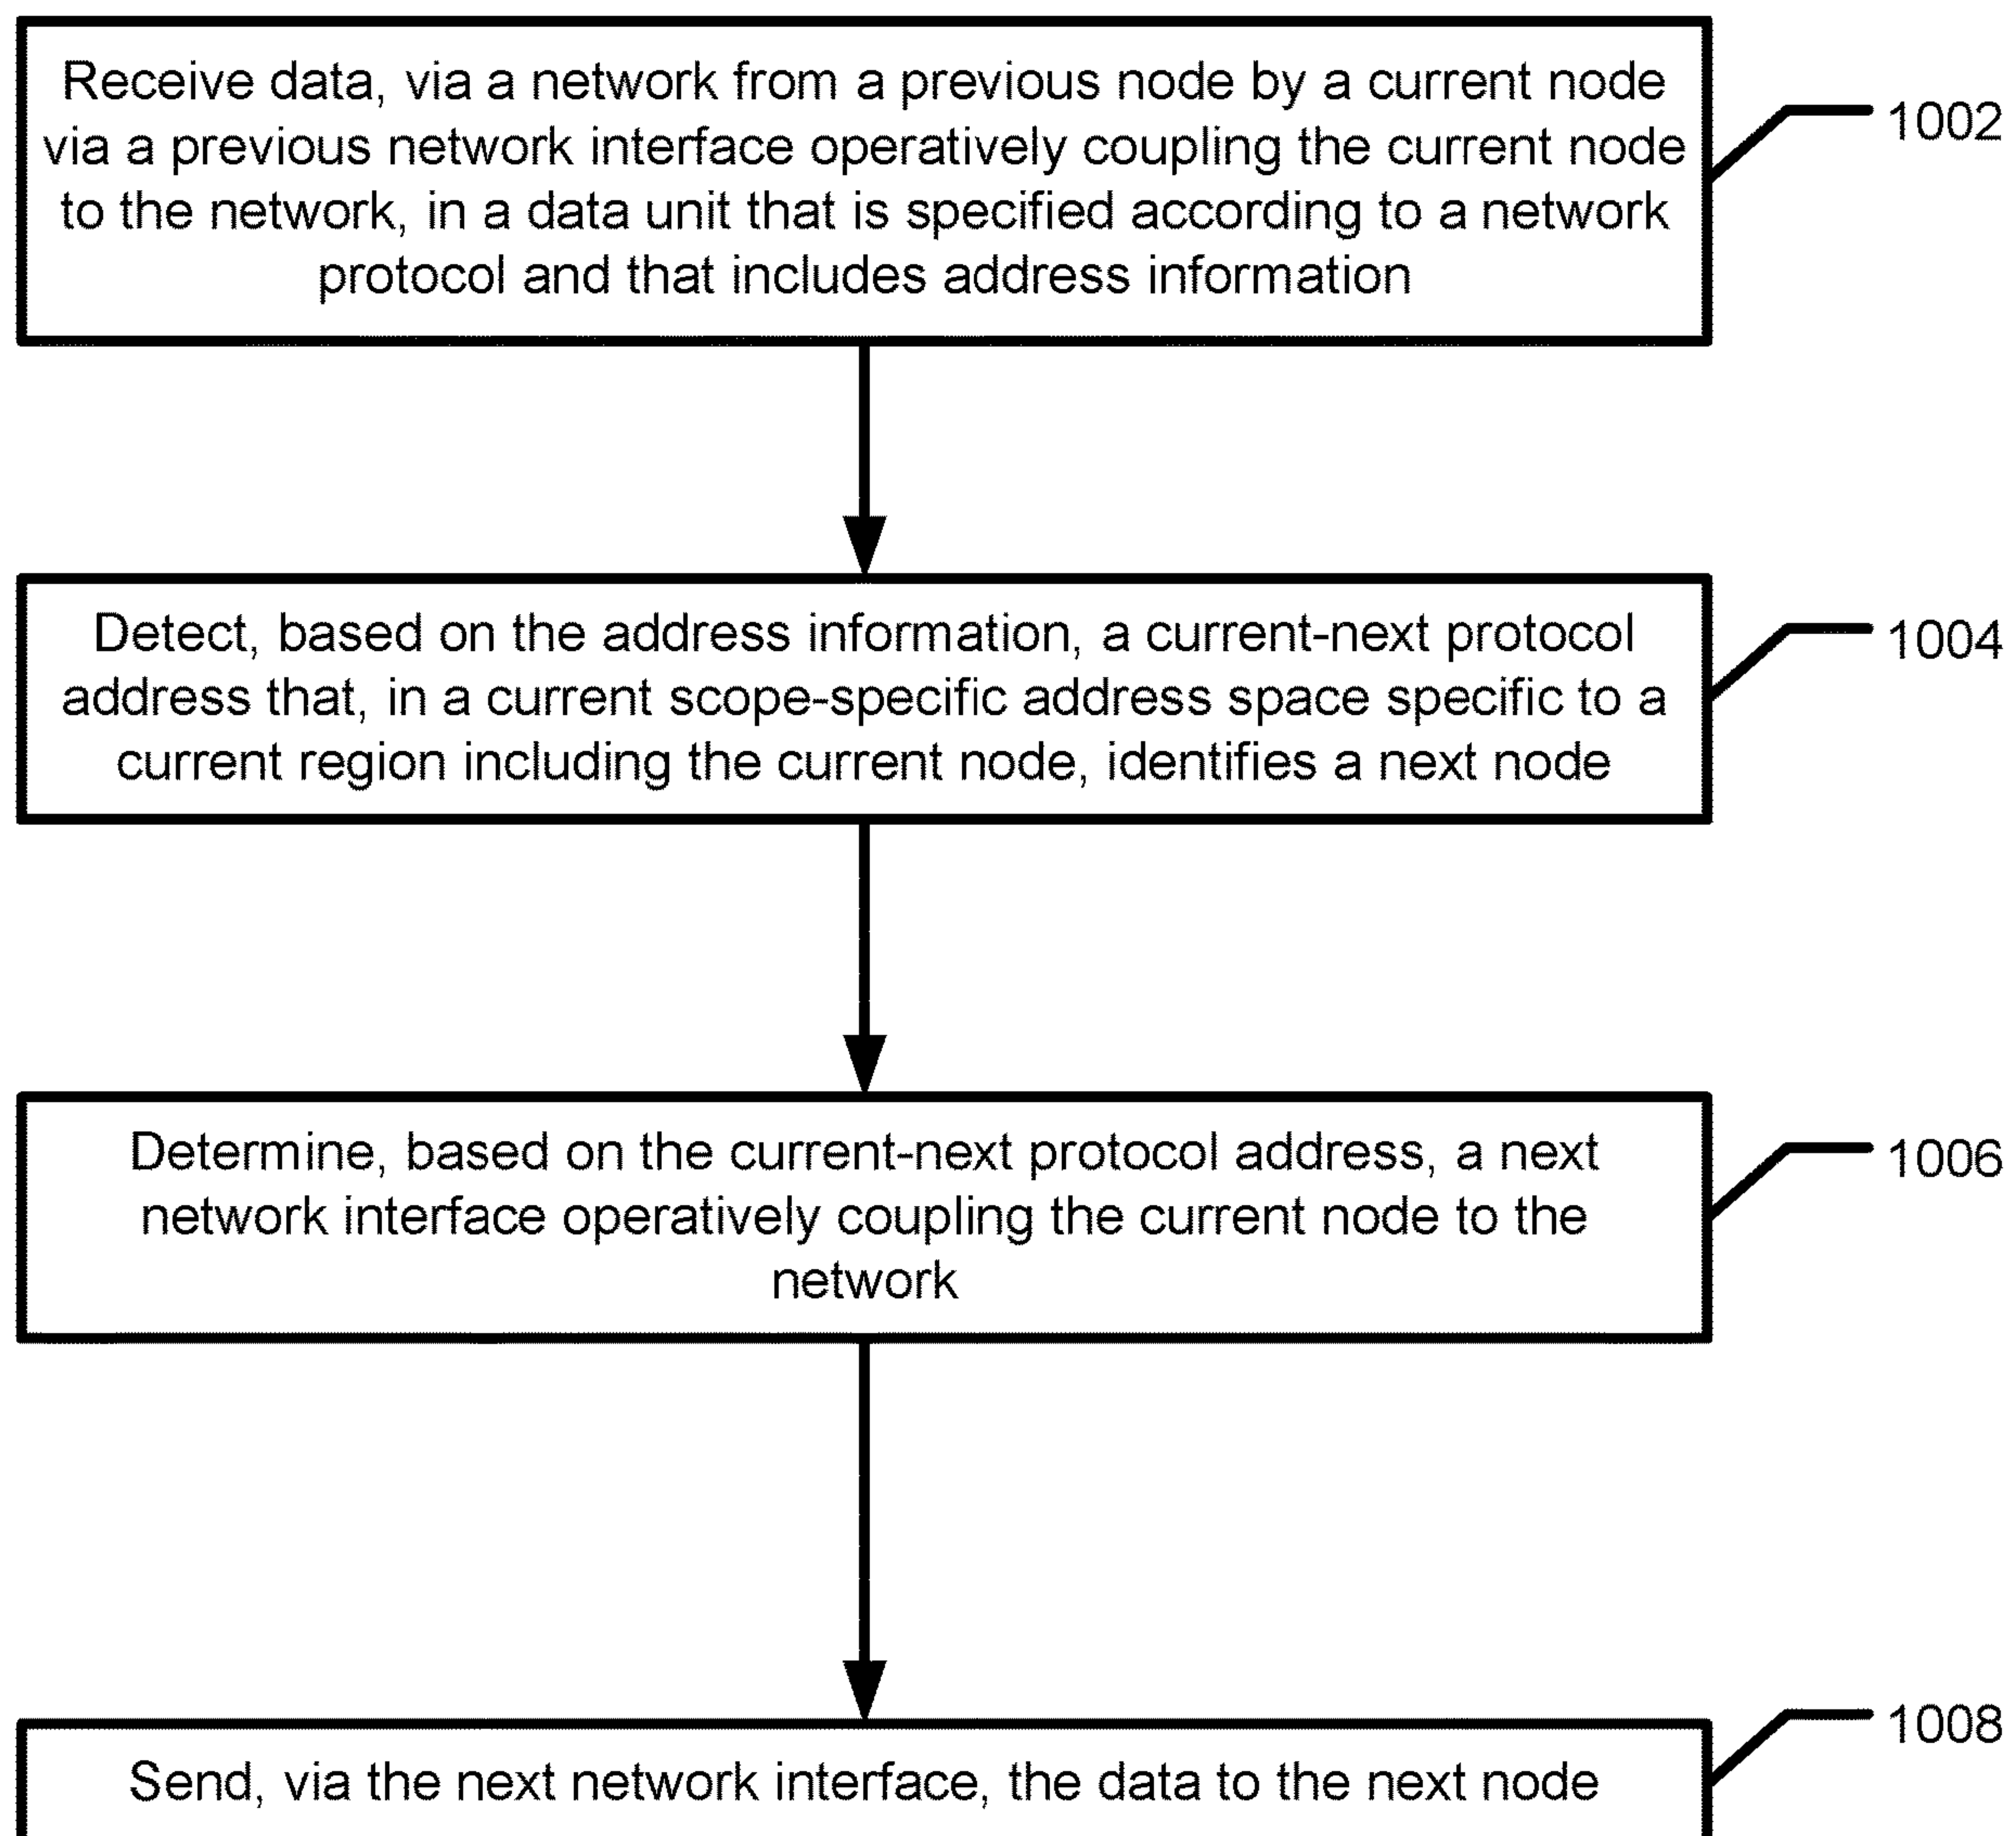 Receive data, via a network from a previous node by a current node
via a previous network interface operatively coupling the current node
to the network, in a data unit that is specified according to a network
protocol and that includes address information
1002
Detect, based on the address information, a current-next protocol
address that, in a current scope-specific address space specific to a
current region including the current node, identifies a next node
1004
Determine, based on the current-next protocol address, a next
network interface operatively coupling the current node to the
network
1006
Send, via the next network interface, the data to the next node
1008